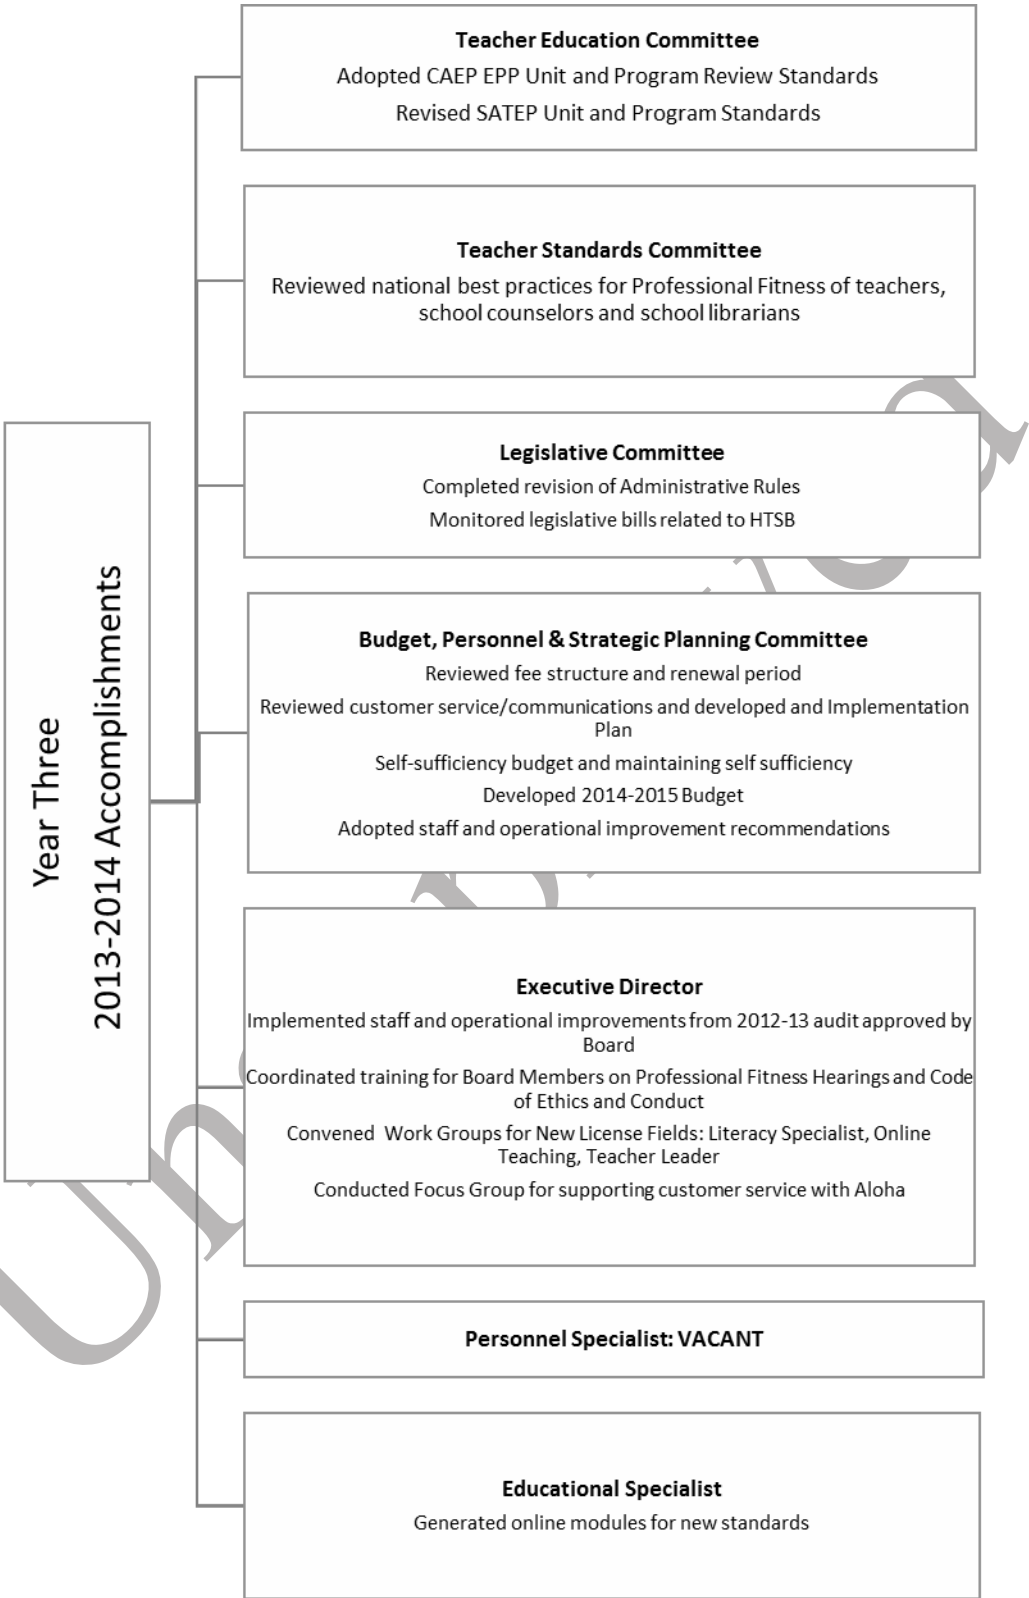 Teacher Education Committee
Adopted CAEP EPP Unit and Program Review Standards
Revised SATEP Unit and Program Standards
Teacher Standards Committee
Reviewed national best practices for Professional Fitness of teachers,
school counselors and school librarians
Legislative Committee
Completed revision of Administrative Rules
Monitored legislative bills related to HTSB
Year Three
2013-2014 Accomplishments
Budget, Personnel & Strategic Planning Committee
Reviewed fee structure and renewal period
Reviewed customer service/communications and developed and Implementation
Plan
Self-sufficiency budget and maintaining self sufficiency
Developed 2014-2015 Budget
Adopted staff and operational improvement recommendations
Executive Director
Implemented staff and operational improvements from 2012-13 audit approved by
Board
Coordinated training for Board Members on Professional Fitness Hearings and Code
of Ethics and Conduct
Convened Work Groups for New License Fields: Literacy Specialist, Online
Teaching, Teacher Leader
Conducted Focus Group for supporting customer service with Aloha
Personnel Specialist: VACANT
Educational Specialist
Generated online modules for new standards